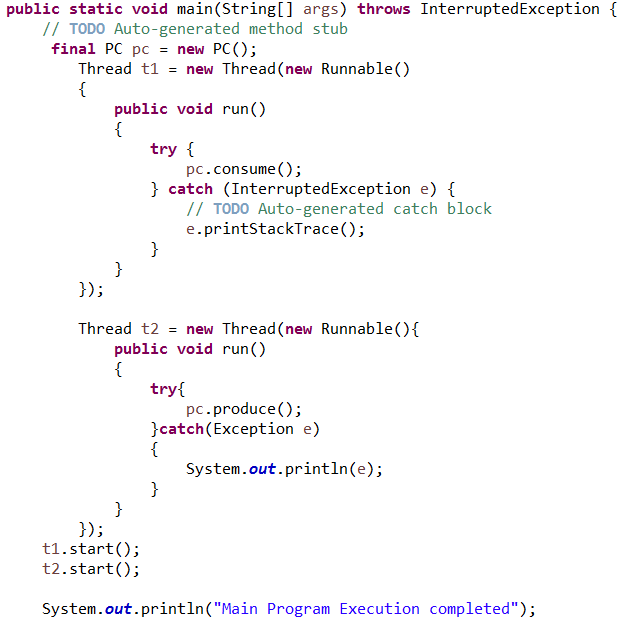 public static void main(String[] args) throws InterruptedException {
    // TODO Auto-generated method stub
     final PC pc = new PC();
        Thread t1 = new Thread(new Runnable()
        {
            public void run()
            {
                try {
                    pc.consume();
                } catch (InterruptedException e) {
                    // TODO Auto-generated catch block
                    e.printStackTrace();
                }
            }
        });

        Thread t2 = new Thread(new Runnable(){
            public void run()
            {
                try{
                    pc.produce();
                }catch(Exception e)
                {
                    System.out.println(e);
                }
            }
        });
    t1.start();
    t2.start();

    System.out.println("Main Program Execution completed");